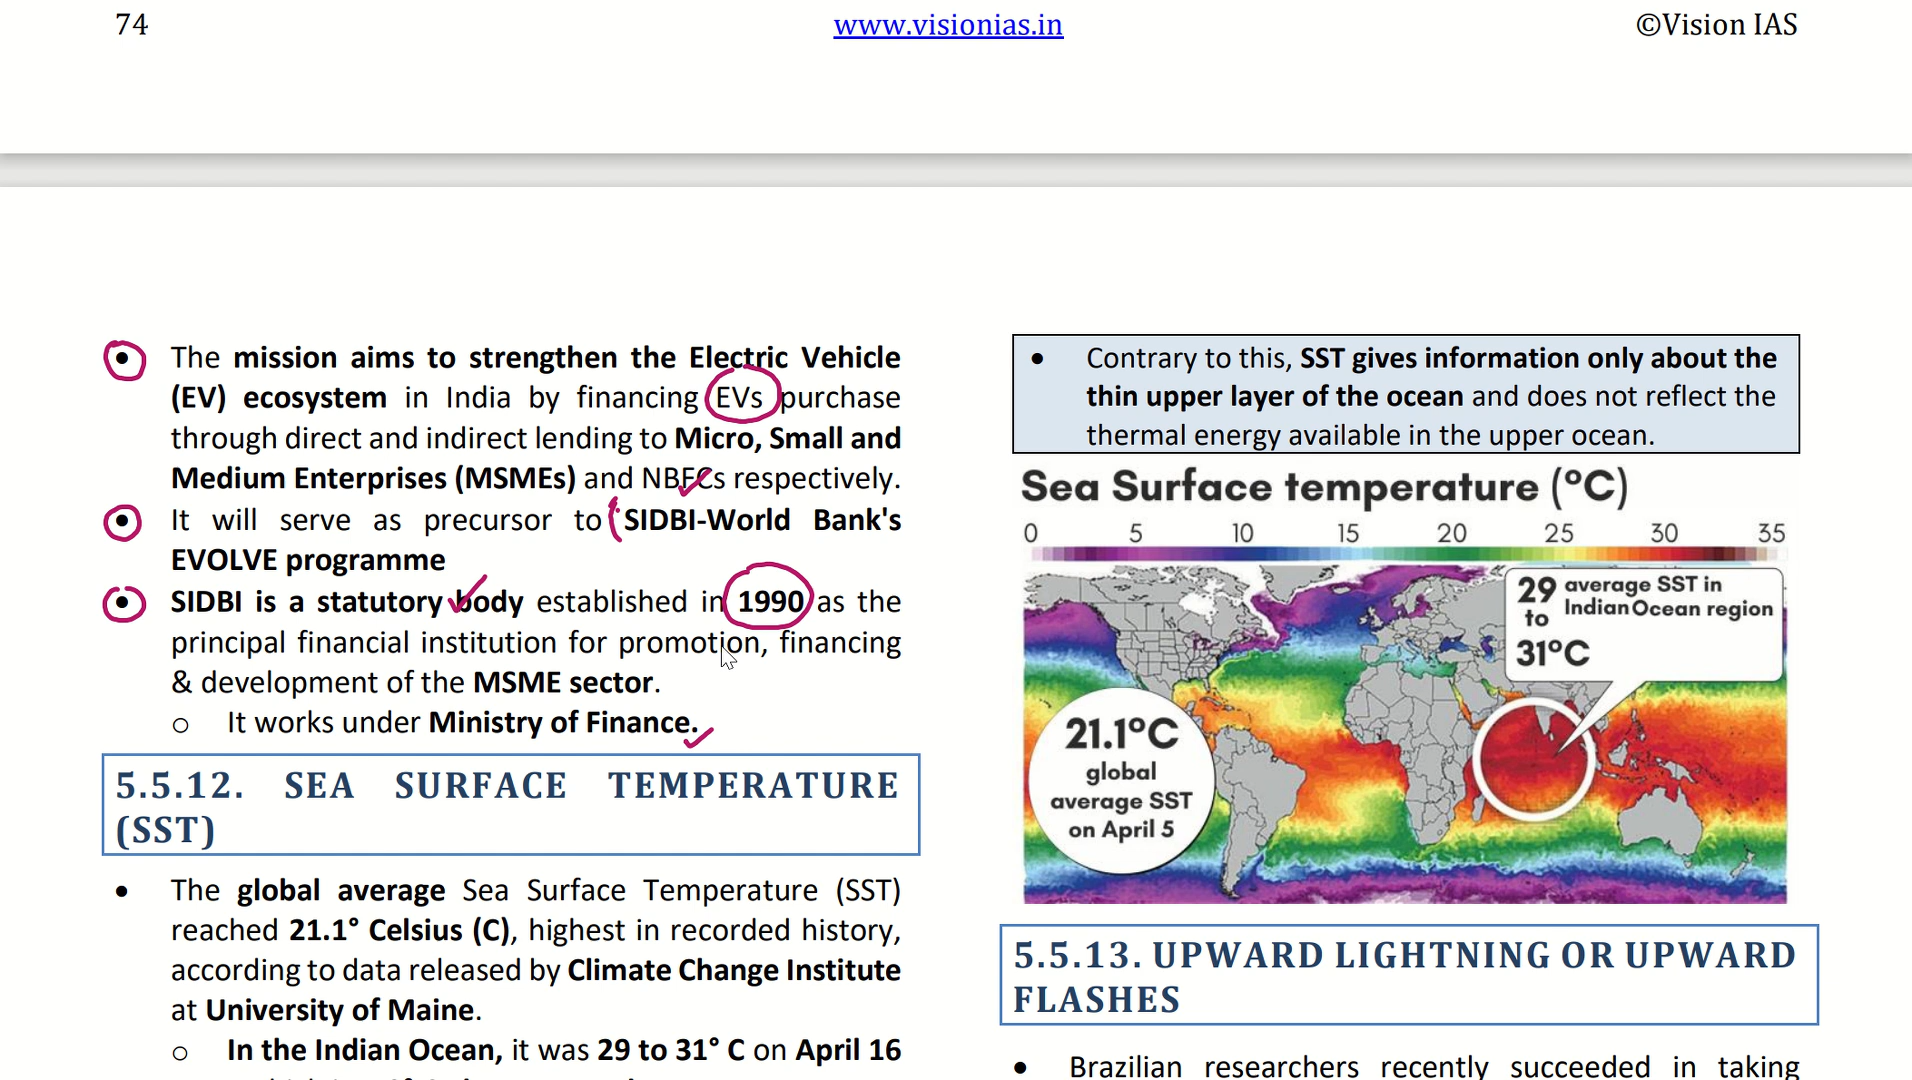 74 www.visionias.in ©Vision IAS
• The mission aims to strengthen the Electric Vehicle
(EV) ecosystem in India by financing EVs purchase
through direct and indirect lending to Micro, Small and
Medium Enterprises (MSMEs) and NBFCs respectively.
• It will serve as precursor to SIDBI-World Bank's
EVOLVE programme
• SIDBI is a statutory body established in 1990 as the
principal financial institution for promotion, financing
& development of the MSME sector.
o It works under Ministry of Finance.
5.5.12. SEA SURFACE TEMPERATURE
(SST)
• The global average Sea Surface Temperature (SST)
reached 21.1° Celsius (C), highest in recorded history,
according to data released by Climate Change Institute
at University of Maine.
o In the Indian Ocean, it was 29 to 31° C on April 16
• Contrary to this, SST gives information only about the
thin upper layer of the ocean and does not reflect the
thermal energy available in the upper ocean.
Sea Surface temperature (ºC)
0 5 10 15 20 25 30 35
29 to 31ºC
average SST in
Indian Ocean region
21.1ºC
global
average SST
on April 5
5.5.13. UPWARD LIGHTNING OR UPWARD
FLASHES
• Brazilian researchers recently succeeded in taking